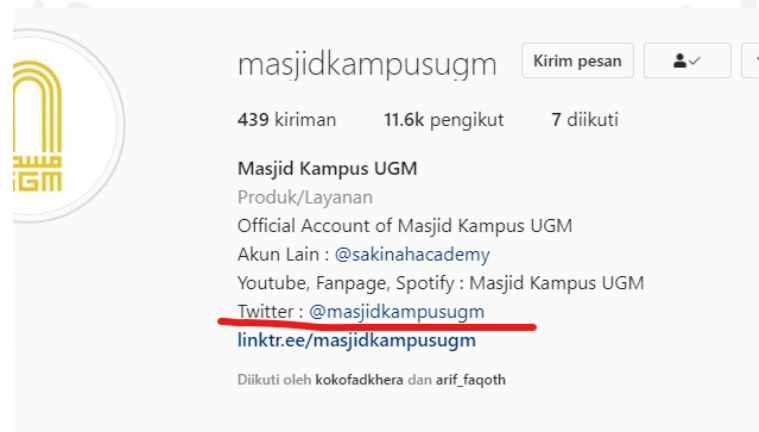 masjidkampusugm Kirim pesan
439 kiriman 11.6k pengikut 7 diikuti
Masjid Kampus UGM
Produk/Layanan
Official Account of Masjid Kampus UGM
Akun Lain : @sakinahacademy
Youtube, Fanpage, Spotify : Masjid Kampus UGM
Twitter : @masjidkampusugm
linktr.ee/masjidkampusugm
Diikuti oleh kokofadkhera dan arif_faqoth